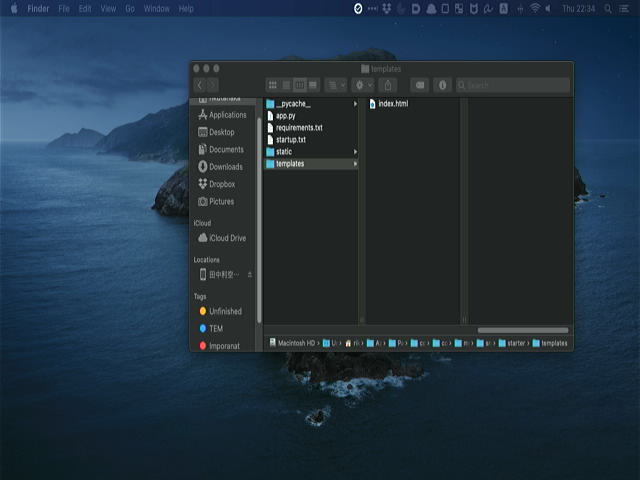 Finder File Edit View Go Window Help
Thu 22:34
templates
Search
Applications
Desktop
Documents
Downloads
Dropbox
Pictures
iCloud
iCloud Drive
Locations
田中利空…
Tags
Unfinished
TEM
Imporanat
__pycache__
app.py
requirements.txt
startup.txt
static
templates
index.html
Macintosh HD › starter › templates